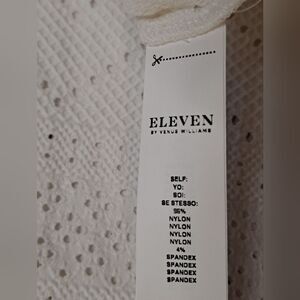 ELEVEN
BY VENUS WILLIAMS
SELF:
YO:
SOI:
SE STESSO:
96%
NYLON
NYLON
NYLON
NYLON
4%
SPANDEX
SPANDEX
SPANDEX
SPANDEX